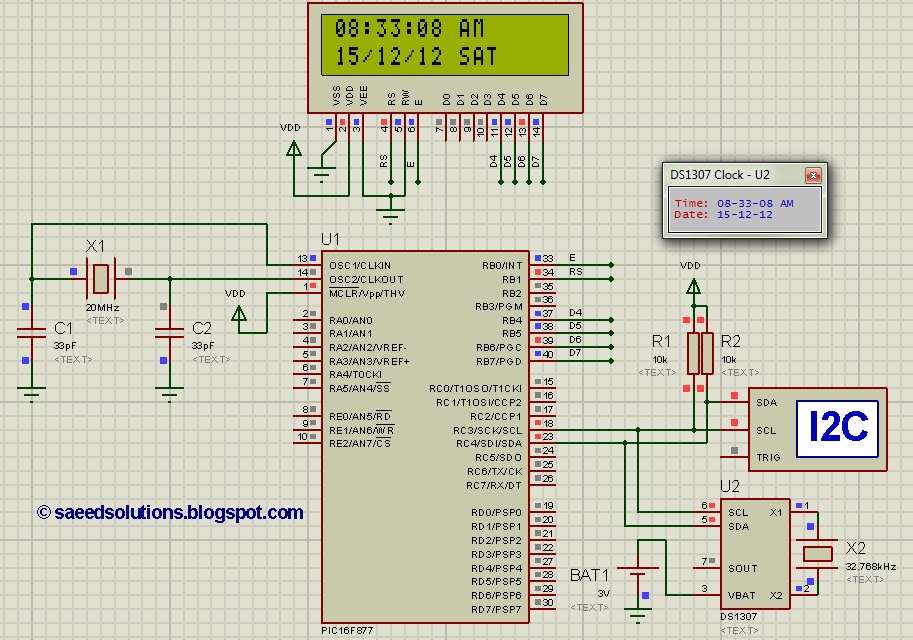 08:33:08 AM
15/12/12 SAT
VSS VDD VEE RS RW E D0 D1 D2 D3 D4 D5 D6 D7
1 2 3 4 5 6 7 8 9 10 11 12 13 14
VDD
RS E D4 D5 D6 D7
DS1307 Clock - U2
Time: 08-33-08 AM
Date: 15-12-12
X1
20MHz
<TEXT>
C1
33pF
<TEXT>
C2
33pF
<TEXT>
VDD
U1
13 OSC1/CLKIN
14 OSC2/CLKOUT
1 MCLR/Vpp/THV
2 RA0/AN0
3 RA1/AN1
4 RA2/AN2/VREF-
5 RA3/AN3/VREF+
6 RA4/T0CKI
7 RA5/AN4/SS
8 RE0/AN5/RD
9 RE1/AN6/WR
10 RE2/AN7/CS
RB0/INT 33 E
RB1 34 RS
RB2 35
RB3/PGM 36
RB4 37 D4
RB5 38 D5
RB6/PGC 39 D6
RB7/PGD 40 D7
RC0/T1OSO/T1CKI 15
RC1/T1OSI/CCP2 16
RC2/CCP1 17
RC3/SCK/SCL 18
RC4/SDI/SDA 23
RC5/SDO 24
RC6/TX/CK 25
RC7/RX/DT 26
RD0/PSP0 19
RD1/PSP1 20
RD2/PSP2 21
RD3/PSP3 22
RD4/PSP4 27
RD5/PSP5 28
RD6/PSP6 29
RD7/PSP7 30
PIC16F877
© saeedsolutions.blogspot.com
VDD
R1
10k
<TEXT>
R2
10k
<TEXT>
SDA
SCL
TRIG
I2C
U2
6 SCL X1 1
5 SDA
7 SOUT
3 VBAT X2 2
DS1307
<TEXT>
X2
32.768kHz
<TEXT>
BAT1
3V
<TEXT>